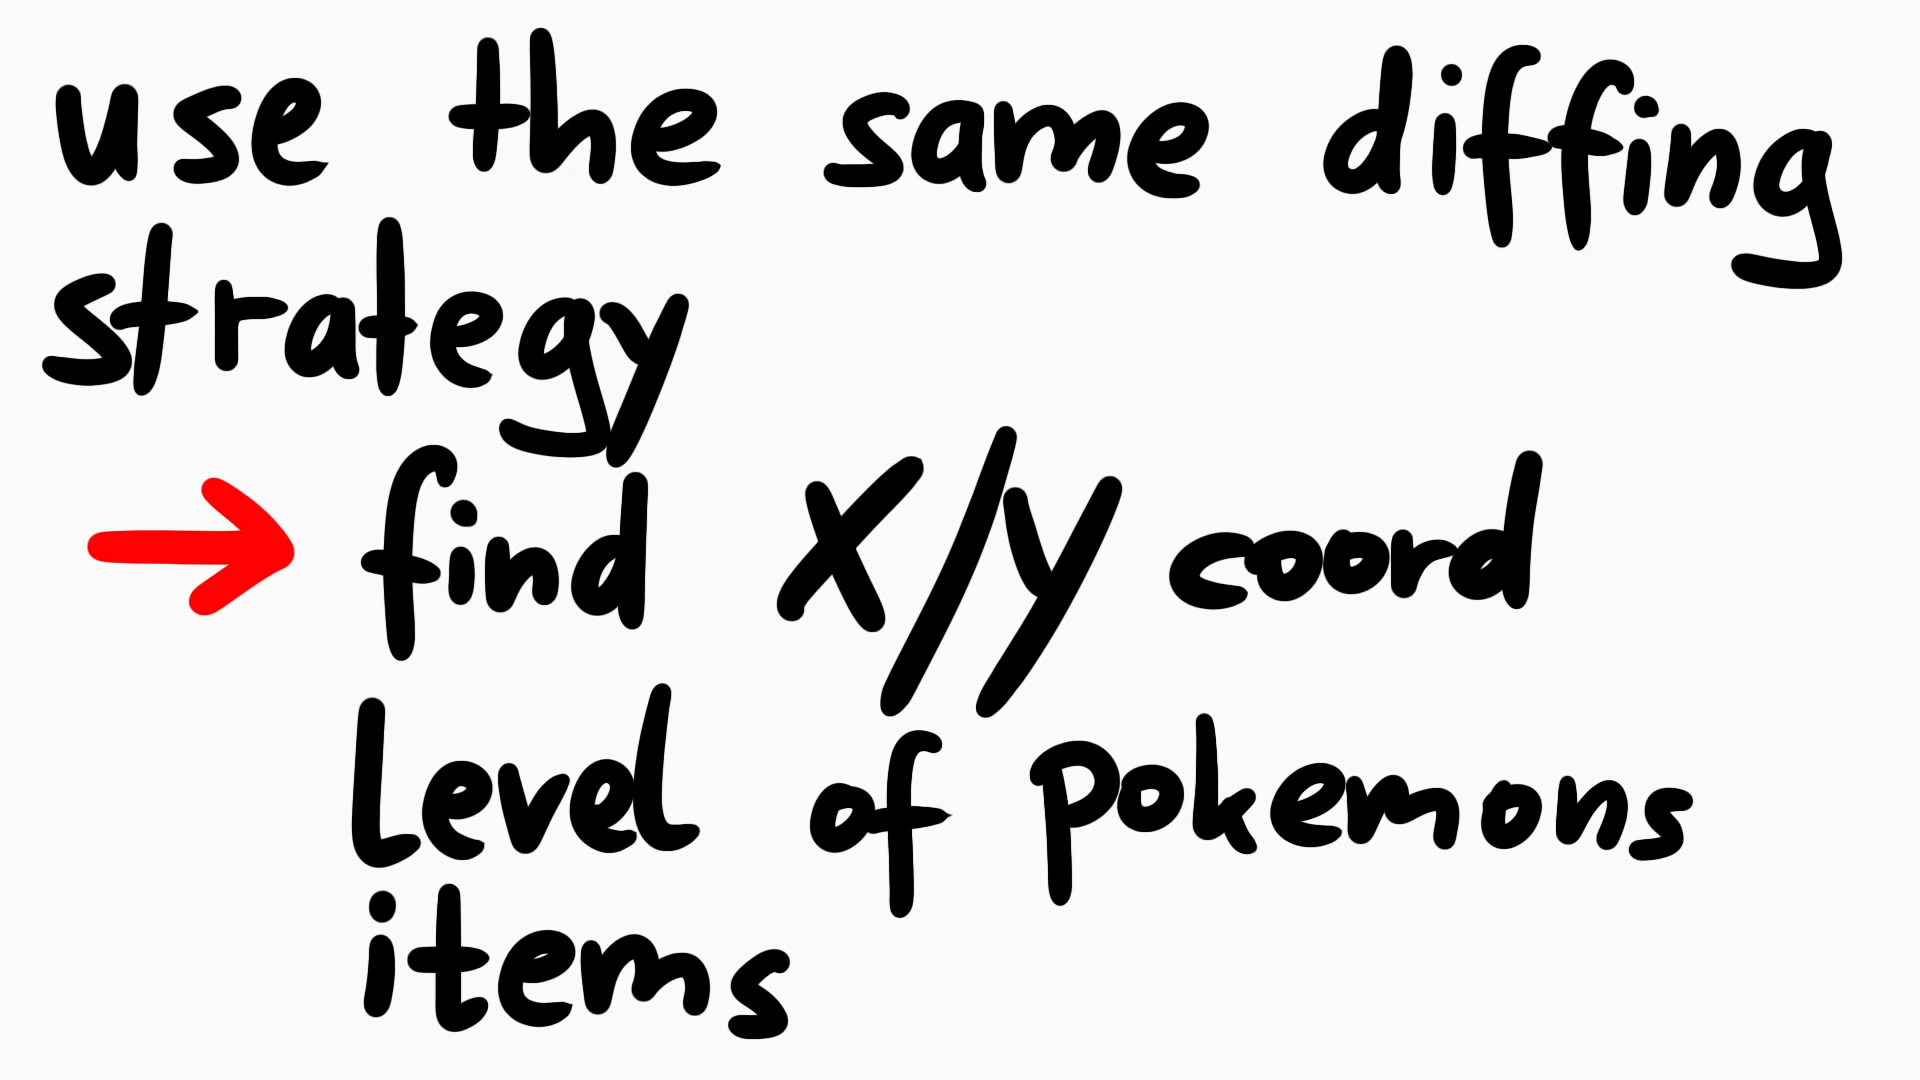 use the same diffing
strategy
find X/y coord
Level of pokemons
items